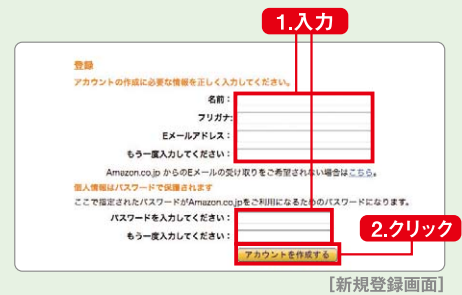 1.入力
登録
アカウントの作成に必要な情報を正しく入力してください。
名前：
フリガナ:
Eメールアドレス：
もう一度入力してください：
Amazon.co.jp からのEメールの受け取りをご希望されない場合はこちら。
個人情報はパスワードで保護されます
ここで指定されたパスワードがAmazon.co.jpをご利用になるためのパスワードになります。
パスワードを入力してください：
もう一度入力してください：
2.クリック
アカウントを作成する
[新規登録画面]